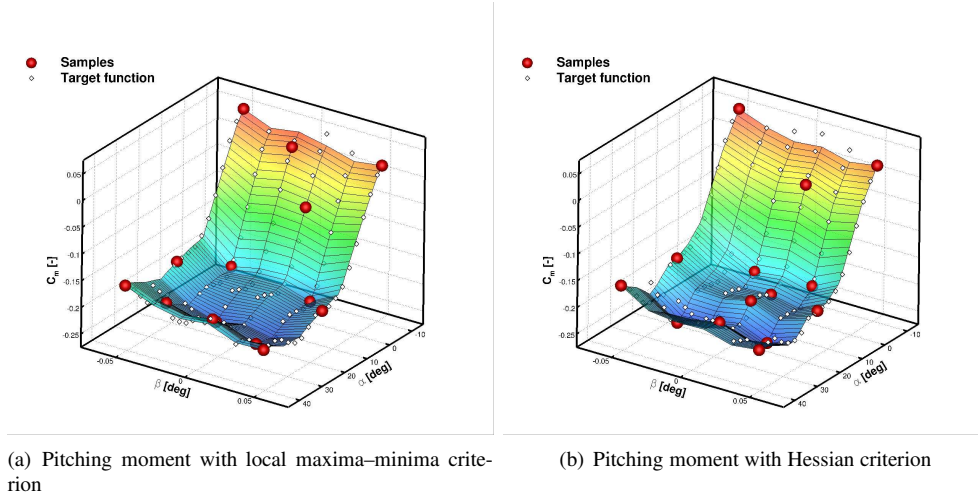 Samples
Target function
0.05
0
-0.05
-0.1
-0.15
-0.2
-0.25
C_m [-]
-0.05
0
0.05
β [deg]
40
30
20
10
0
-10
α [deg]
Samples
Target function
0.05
0
-0.05
-0.1
-0.15
-0.2
-0.25
C_m [-]
-0.05
0
0.05
β [deg]
40
30
20
10
0
-10
α [deg]
(a) Pitching moment with local maxima–minima crite-
rion
(b) Pitching moment with Hessian criterion